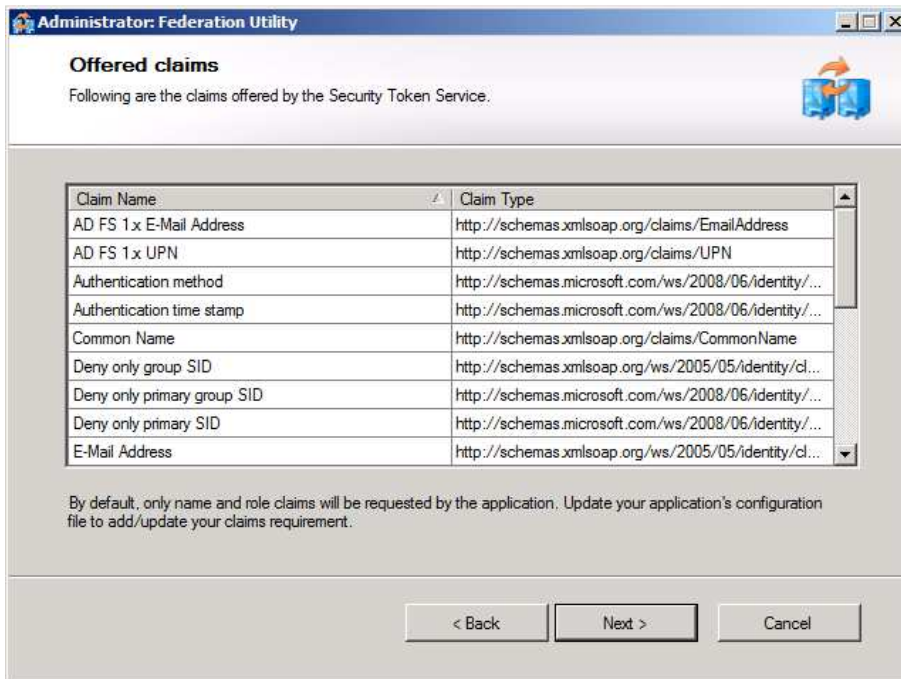 Administrator: Federation Utility
Offered claims
Following are the claims offered by the Security Token Service.
Claim Name Claim Type
AD FS 1.x E-Mail Address http://schemas.xmlsoap.org/claims/EmailAddress
AD FS 1.x UPN http://schemas.xmlsoap.org/claims/UPN
Authentication method http://schemas.microsoft.com/ws/2008/06/identity/...
Authentication time stamp http://schemas.microsoft.com/ws/2008/06/identity/...
Common Name http://schemas.xmlsoap.org/claims/CommonName
Deny only group SID http://schemas.xmlsoap.org/ws/2005/05/identity/cl...
Deny only primary group SID http://schemas.microsoft.com/ws/2008/06/identity/...
Deny only primary SID http://schemas.microsoft.com/ws/2008/06/identity/...
E-Mail Address http://schemas.xmlsoap.org/ws/2005/05/identity/cl...
By default, only name and role claims will be requested by the application. Update your application's configuration
file to add/update your claims requirement.
< Back Next > Cancel